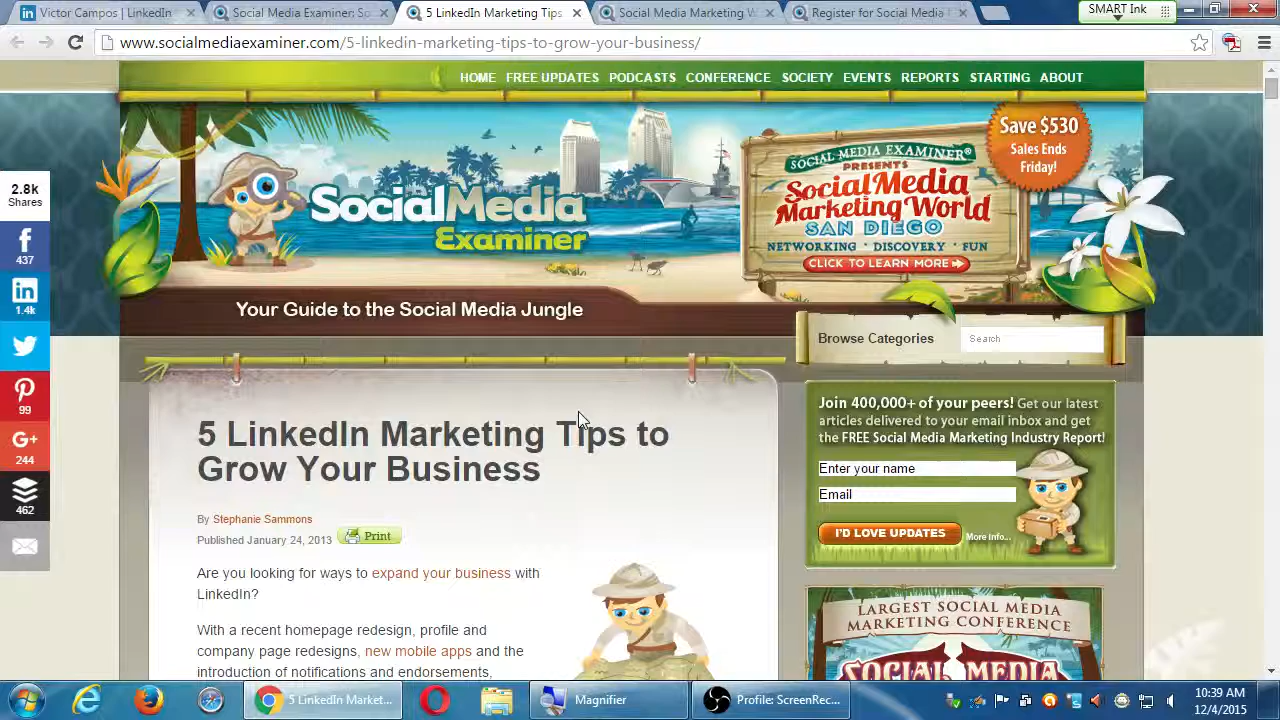 Victor Campos | LinkedIn
Social Media Examiner: So
5 LinkedIn Marketing Tips
Social Media Marketing W
Register for Social Media
SMART Ink
www.socialmediaexaminer.com/5-linkedin-marketing-tips-to-grow-your-business/
HOME FREE UPDATES PODCASTS CONFERENCE SOCIETY EVENTS REPORTS STARTING ABOUT
Save $530
Sales Ends
Friday!
SOCIAL MEDIA EXAMINER®
PRESENTS
Social Media
Marketing World
SAN DIEGO
NETWORKING · DISCOVERY · FUN
CLICK TO LEARN MORE
SocialMedia
Examiner
Your Guide to the Social Media Jungle
Browse Categories
Search
2.8k
Shares
437
1.4k
99
244
462
5 LinkedIn Marketing Tips to
Grow Your Business
By Stephanie Sammons
Published January 24, 2013
Print
Are you looking for ways to expand your business with
LinkedIn?
With a recent homepage redesign, profile and
company page redesigns, new mobile apps and the
introduction of notifications and endorsements,
Join 400,000+ of your peers! Get our latest
articles delivered to your email inbox and get
the FREE Social Media Marketing Industry Report!
Enter your name
Email
I'D LOVE UPDATES
More info...
LARGEST SOCIAL MEDIA
MARKETING CONFERENCE
SOCIAL MEDIA
5 LinkedIn Market...
Magnifier
Profile: ScreenRec...
10:39 AM
12/4/2015